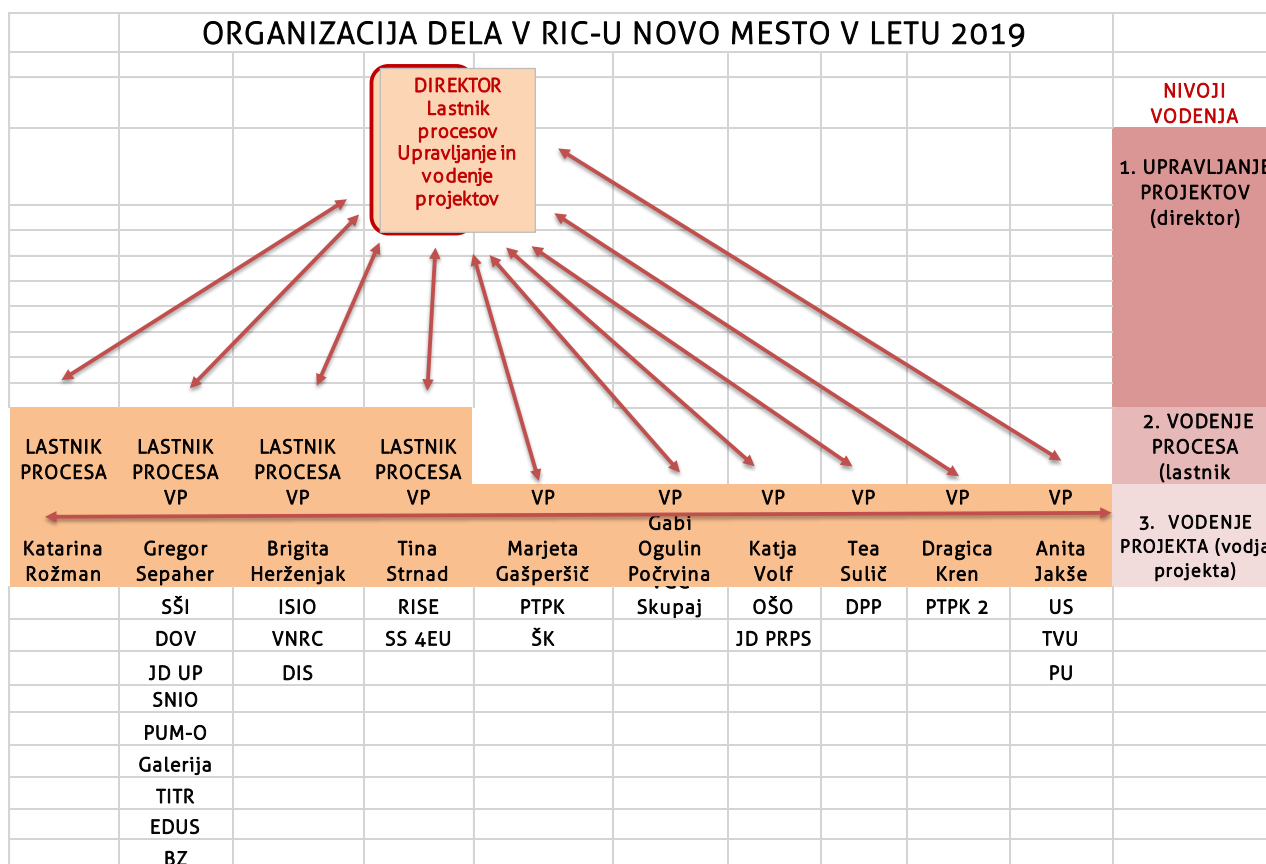 ORGANIZACIJA DELA V RIC-U NOVO MESTO V LETU 2019
DIREKTOR
Lastnik
procesov
Upravljanje in
vodenje
projektov
NIVOJI
VODENJA
1. UPRAVLJANJE
PROJEKTOV
(direktor)
2. VODENJE
PROCESA
(lastnik
3. VODENJE
PROJEKTA (vodja
projekta)
LASTNIK
PROCESA
Katarina
Rožman
LASTNIK
PROCESA
VP
Gregor
Sepaher
SŠI
DOV
JD UP
SNIO
PUM-O
Galerija
TITR
EDUS
BZ
LASTNIK
PROCESA
VP
Brigita
Herženjak
ISIO
VNRC
DIS
LASTNIK
PROCESA
VP
Tina
Strnad
RISE
SS 4EU
VP
Marjeta
Gašperšič
PTPK
ŠK
VP
Gabi
Ogulin
Počrvina
Skupaj
VP
Katja
Volf
OŠO
JD PRPS
VP
Tea
Sulič
DPP
VP
Dragica
Kren
PTPK 2
VP
Anita
Jakše
US
TVU
PU